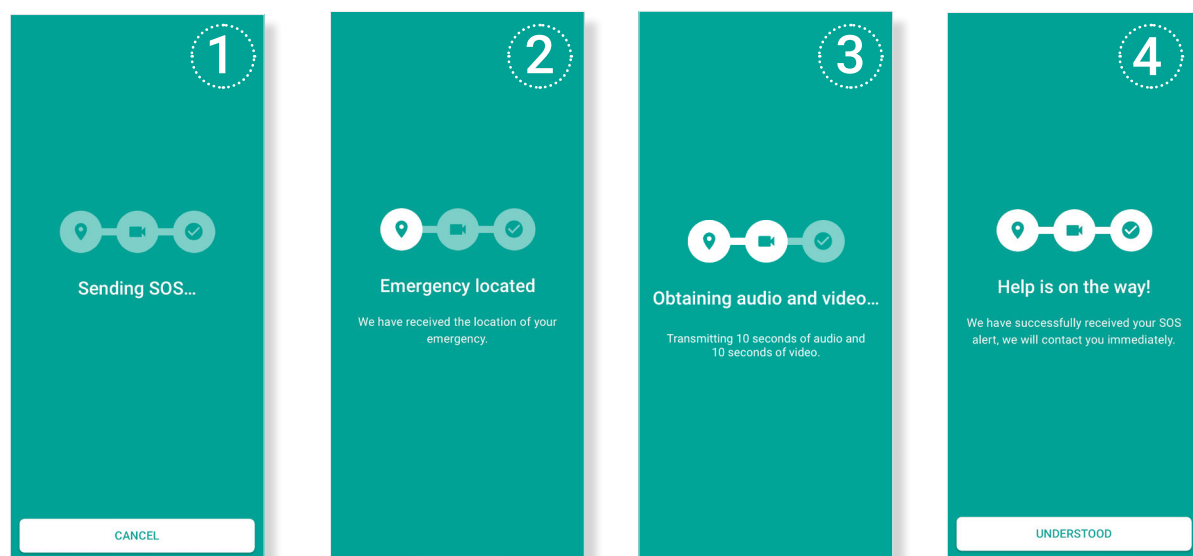 1
Sending SOS...
CANCEL
2
Emergency located
We have received the location of your
emergency.
3
Obtaining audio and video...
Transmitting 10 seconds of audio and
10 seconds of video.
4
Help is on the way!
We have successfully received your SOS
alert, we will contact you immediately.
UNDERSTOOD